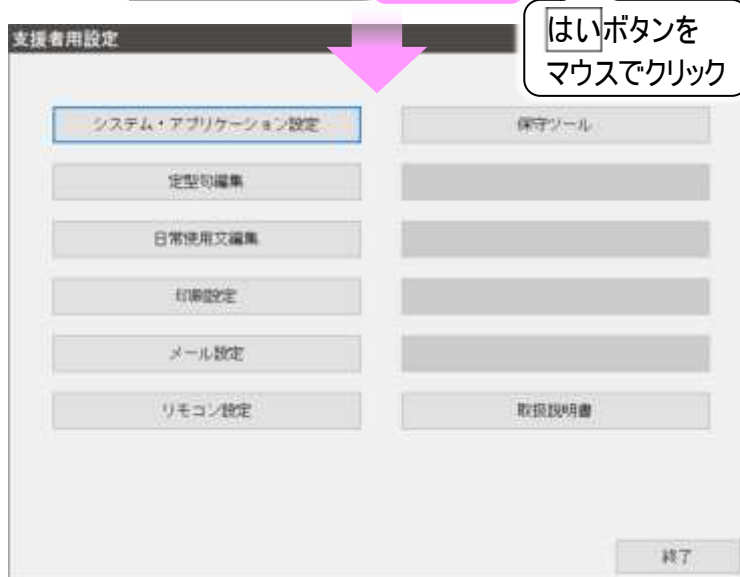 はいボタンを
マウスでクリック
支援者用設定
システム・アプリケーション設定
保守ツール
定型句編集
日常使用文編集
印刷設定
メール設定
リモコン設定
取扱説明書
終了